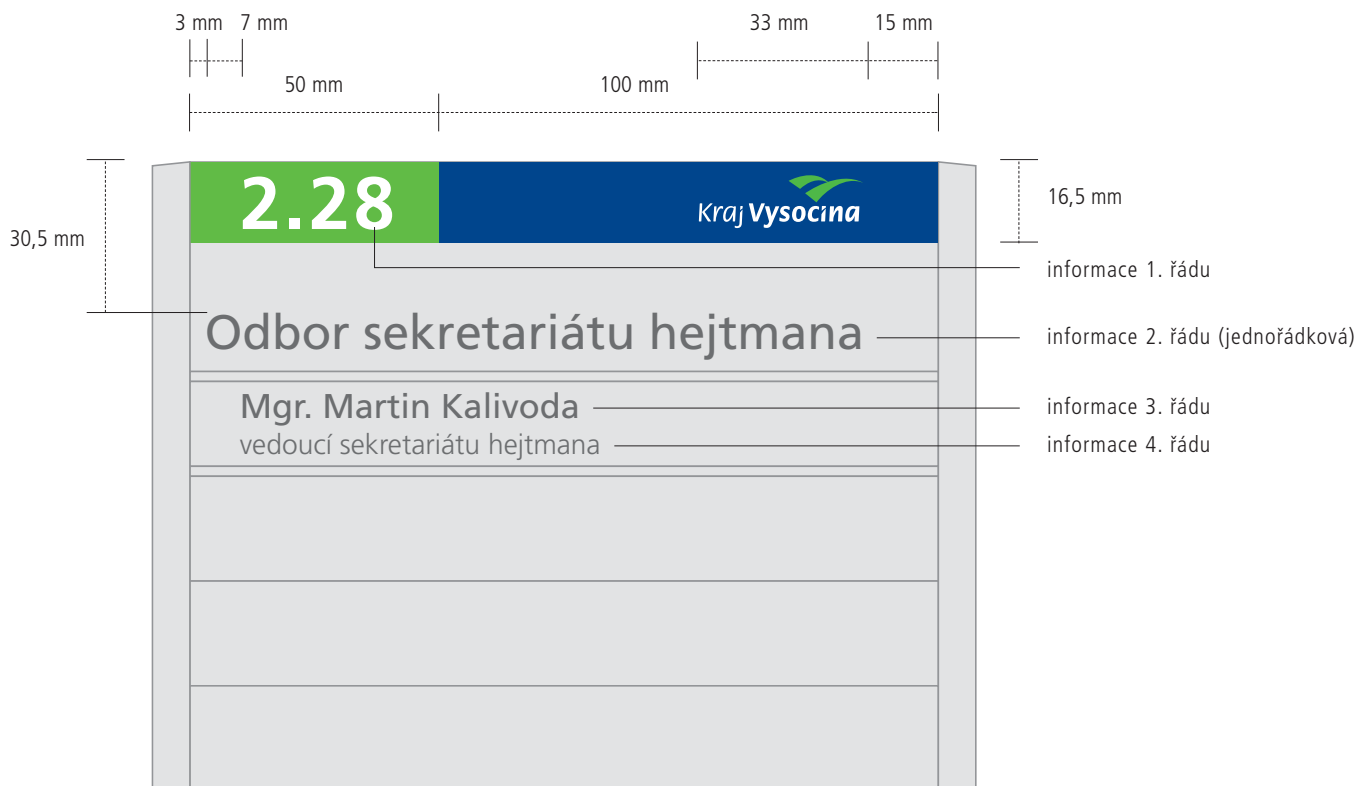 3 mm 7 mm 33 mm 15 mm
50 mm 100 mm
2.28 Kraj Vysočina 16,5 mm
30,5 mm
informace 1. řádu
Odbor sekretariátu hejtmana informace 2. řádu (jednořádková)
Mgr. Martin Kalivoda informace 3. řádu
vedoucí sekretariátu hejtmana informace 4. řádu